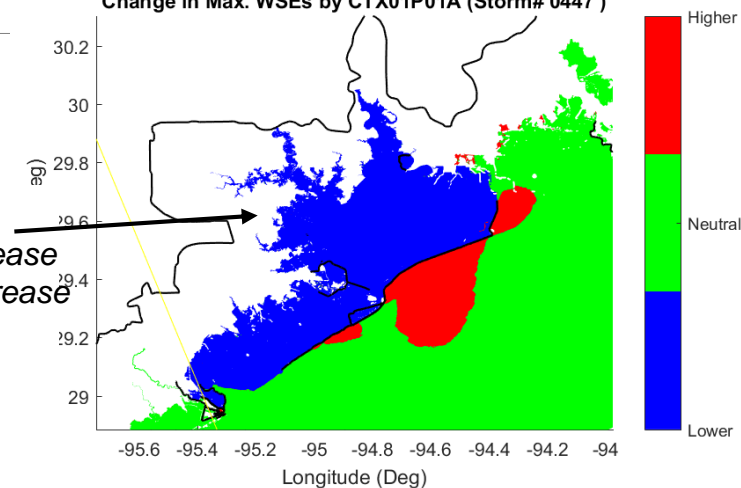 Change in Max. WSEs by CTX01P01A (Storm# 0447 )
Higher
30.2
30
29.8
eg)
Neutral
29.6
ease
29.4
rease
29.2
29
Lower
-95.6 -95.4 -95.2 -95 -94.8 -94.6 -94.4 -94.2 -94
Longitude (Deg)